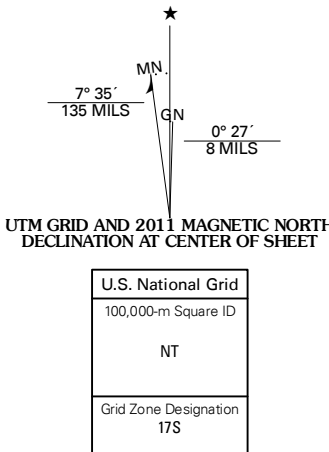 ★
MN.
GN
7° 35´
135 MILS
0° 27´
8 MILS
UTM GRID AND 2011 MAGNETIC NORTH
DECLINATION AT CENTER OF SHEET
U.S. National Grid
100,000-m Square ID
NT
Grid Zone Designation
17S